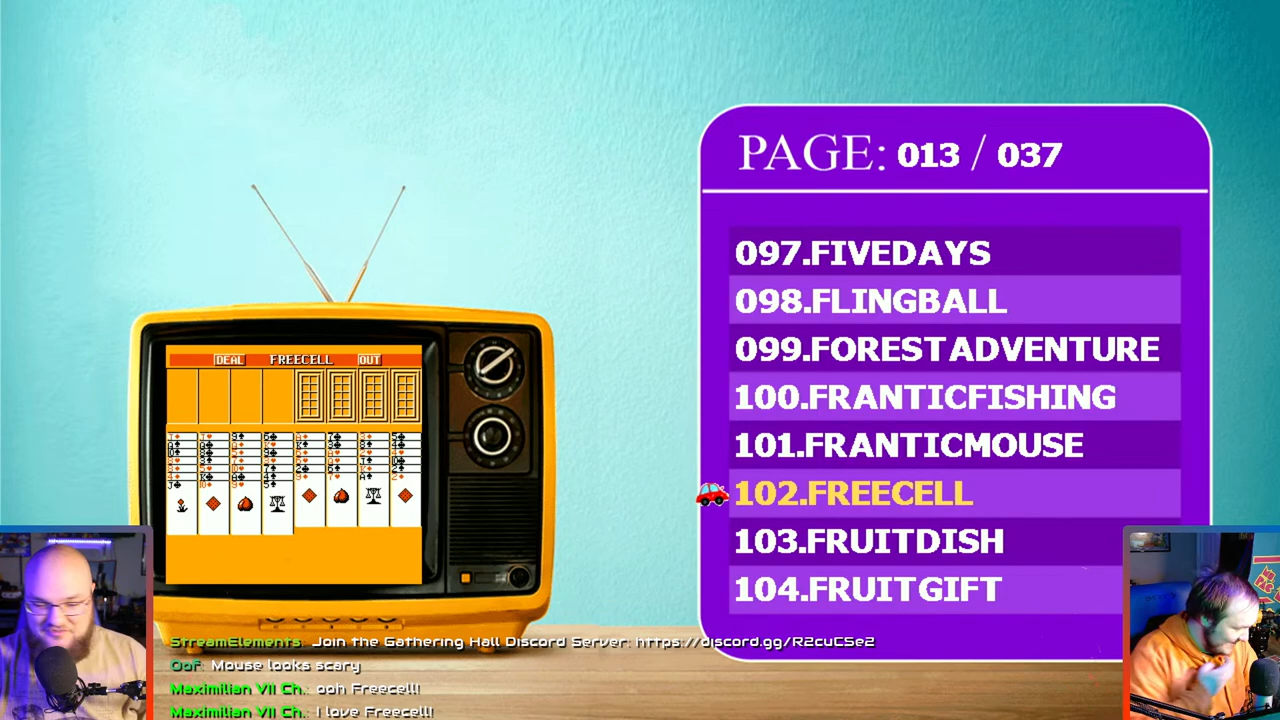 PAGE: 013 / 037
097.FIVEDAYS
098.FLINGBALL
099.FOREST ADVENTURE
100.FRANTICFISHING
101.FRANTICMOUSE
102.FREECELL
103.FRUITDISH
104.FRUITGIFT
DEAL FREECELL OUT
StreamElements: Join the Gathering Hall Discord Server: https://discord.gg/R2cuCSe2
Oof: Mouse looks scary
Maximilian VII Ch.: ooh Freecell!
Maximilian VII Ch.: I love Freecell!